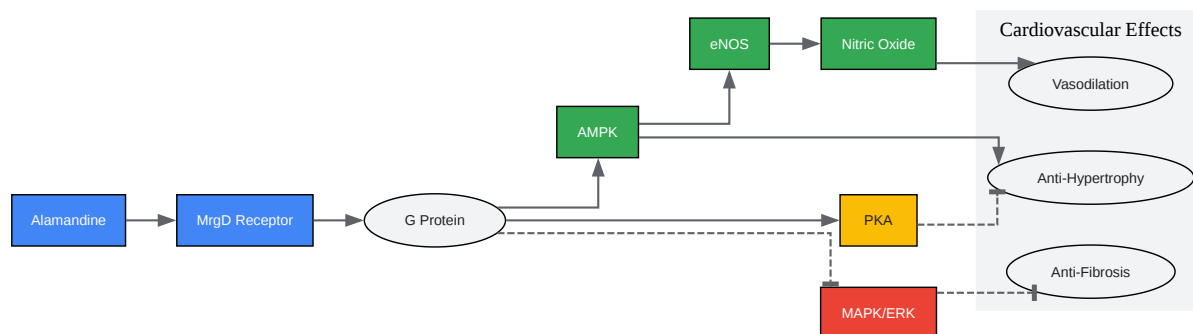 Cardiovascular Effects
eNOS
Nitric Oxide
Vasodilation
AMPK
Anti-Hypertrophy
Alamandine
MrgD Receptor
G Protein
PKA
Anti-Fibrosis
MAPK/ERK